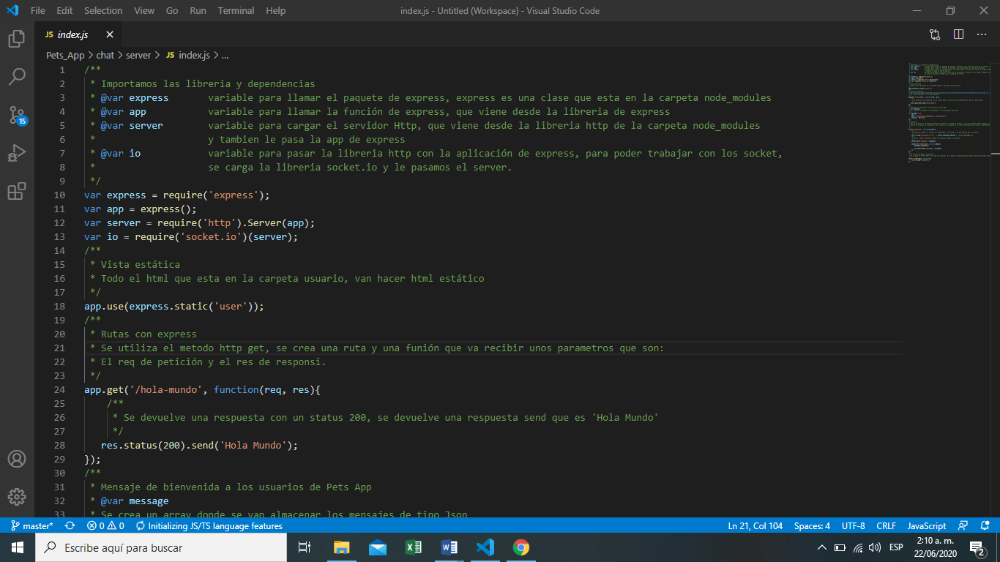 File Edit Selection View Go Run Terminal Help
index.js - Untitled (Workspace) - Visual Studio Code
JS index.js
Pets_App > chat > server > JS index.js > ...
1 /**
2 * Importamos las libreria y dependencias
3 * @var express variable para llamar el paquete de express, express es una clase que esta en la carpeta node_modules
4 * @var app variable para llamar la función de express, que viene desde la libreria de express
5 * @var server variable para cargar el servidor Http, que viene desde la libreria http de la carpeta node_modules
6 * y tambien le pasa la app de express
7 * @var io variable para pasar la libreria http con la aplicación de express, para poder trabajar con los socket,
8 * se carga la libreria socket.io y le pasamos el server.
9 */
10 var express = require('express');
11 var app = express();
12 var server = require('http').Server(app);
13 var io = require('socket.io')(server);
14 /**
15 * Vista estática
16 * Todo el html que esta en la carpeta usuario, van hacer html estático
17 */
18 app.use(express.static('user'));
19 /**
20 * Rutas con express
21 * Se utiliza el metodo http get, se crea una ruta y una funión que va recibir unos parametros que son:
22 * El req de petición y el res de responsi.
23 */
24 app.get('/hola-mundo', function(req, res){
25 /**
26 * Se devuelve una respuesta con un status 200, se devuelve una respuesta send que es 'Hola Mundo'
27 */
28 res.status(200).send('Hola Mundo');
29 });
30 /**
31 * Mensaje de bienvenida a los usuarios de Pets App
32 * @var message
33 * Se crea un array donde se van almacenar los mensajes de tipo Json
15
master* 0 0 Initializing JS/TS language features
Ln 21, Col 104 Spaces: 4 UTF-8 CRLF JavaScript
Escribe aquí para buscar
ESP
2:10 a. m.
22/06/2020
2